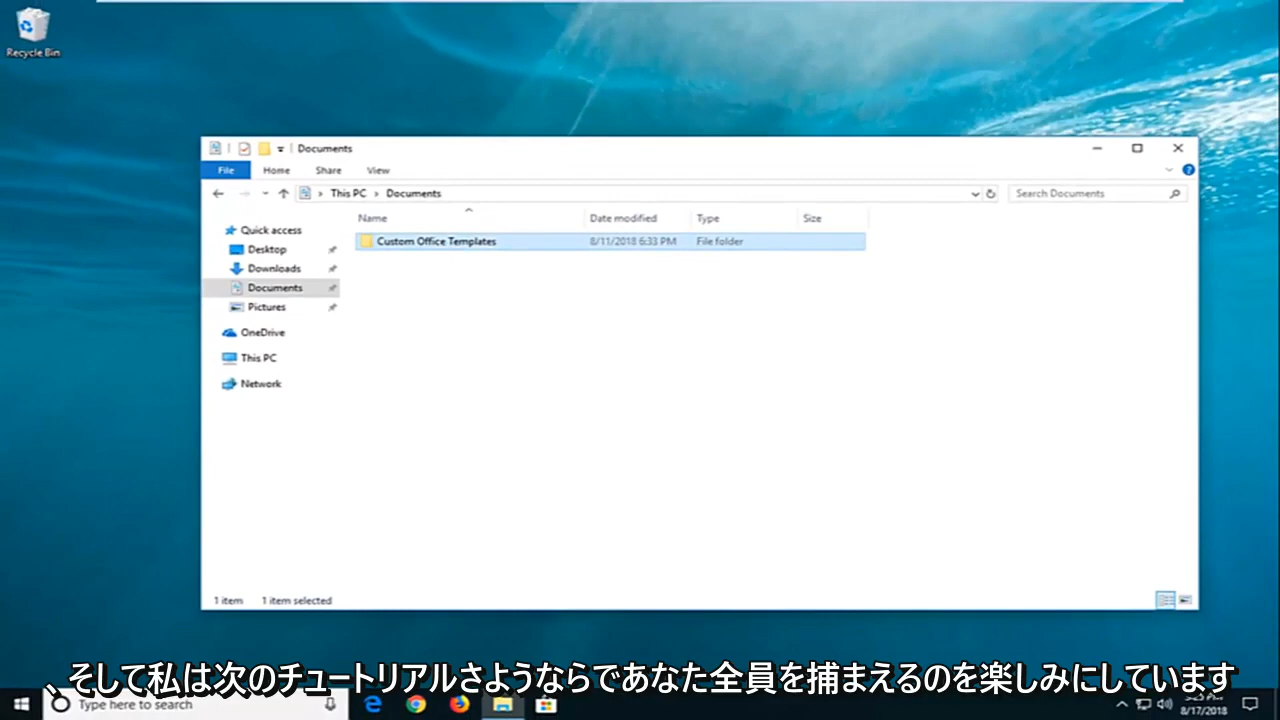 Recycle Bin
Documents
File Home Share View
This PC Documents
Search Documents
Name Date modified Type Size
Quick access
Custom Office Templates 8/11/2018 6:33 PM File folder
Desktop
Downloads
Documents
Pictures
OneDrive
This PC
Network
1 item 1 item selected
、そして私は次のチュートリアルさようならであなた全員を捕まえるのを楽しみにしています
Type here to search
8/17/2018